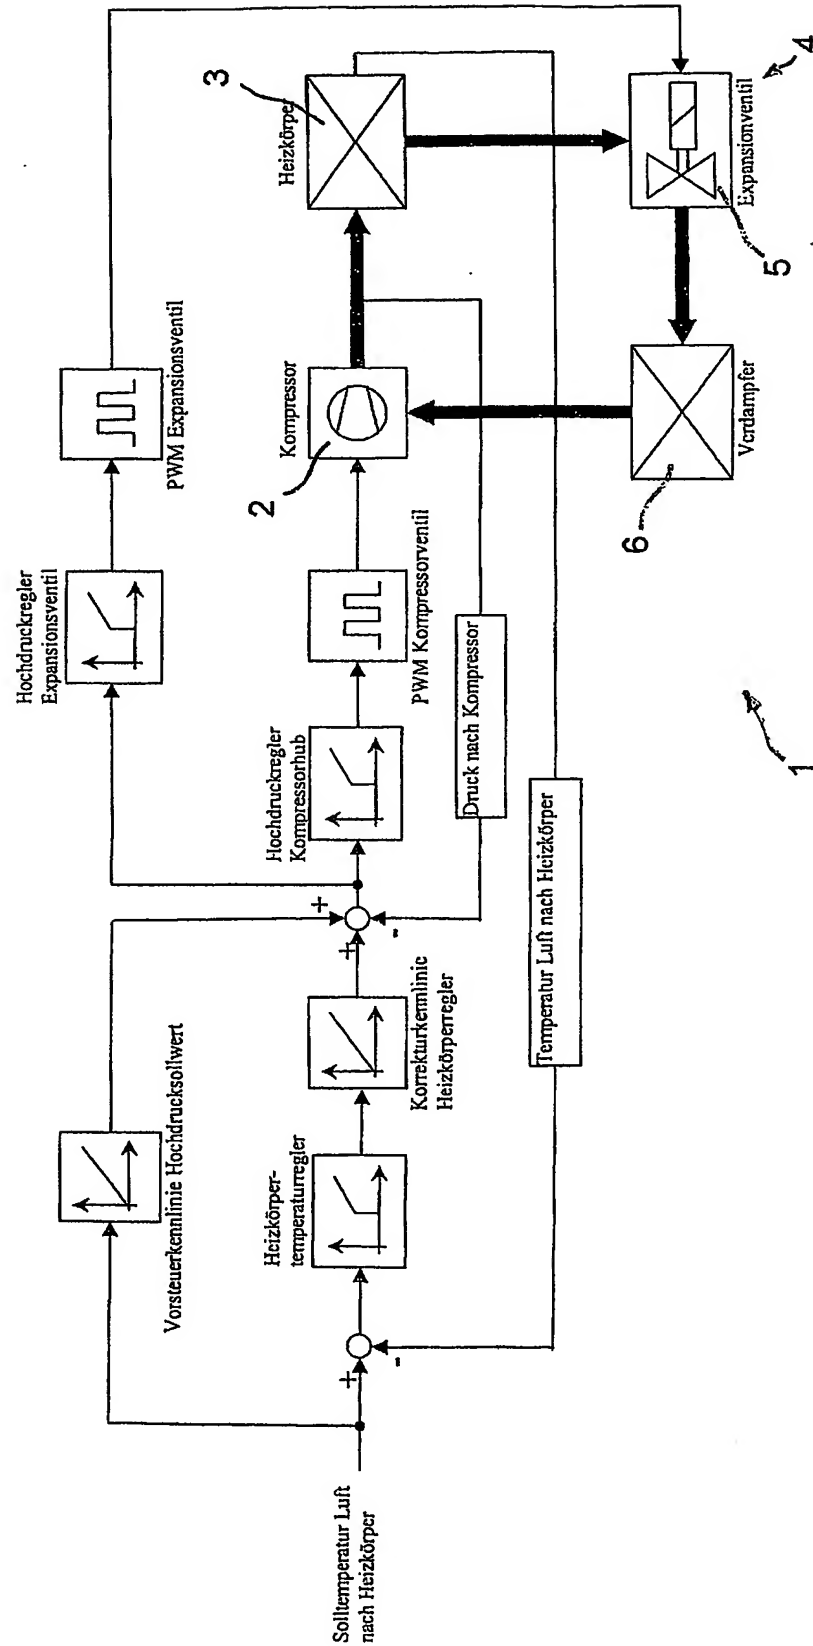 Solltemperatur Luft
nach Heizkörper
+
-
Vorsteuerkennlinie Hochdrucksollwert
Heizkörper-
temperaturregler
Korrekturkennlinie
Heizkörperregler
+
+
-
Hochdruckregler
Expansionsventil
PWM Expansionsventil
Hochdruckregler
Kompressorhub
PWM Kompressorventil
Kompressor
2
Heizkörper
3
Druck nach Kompressor
Temperatur Luft nach Heizkörper
Expansionventil
4
5
Verdampfer
6
1